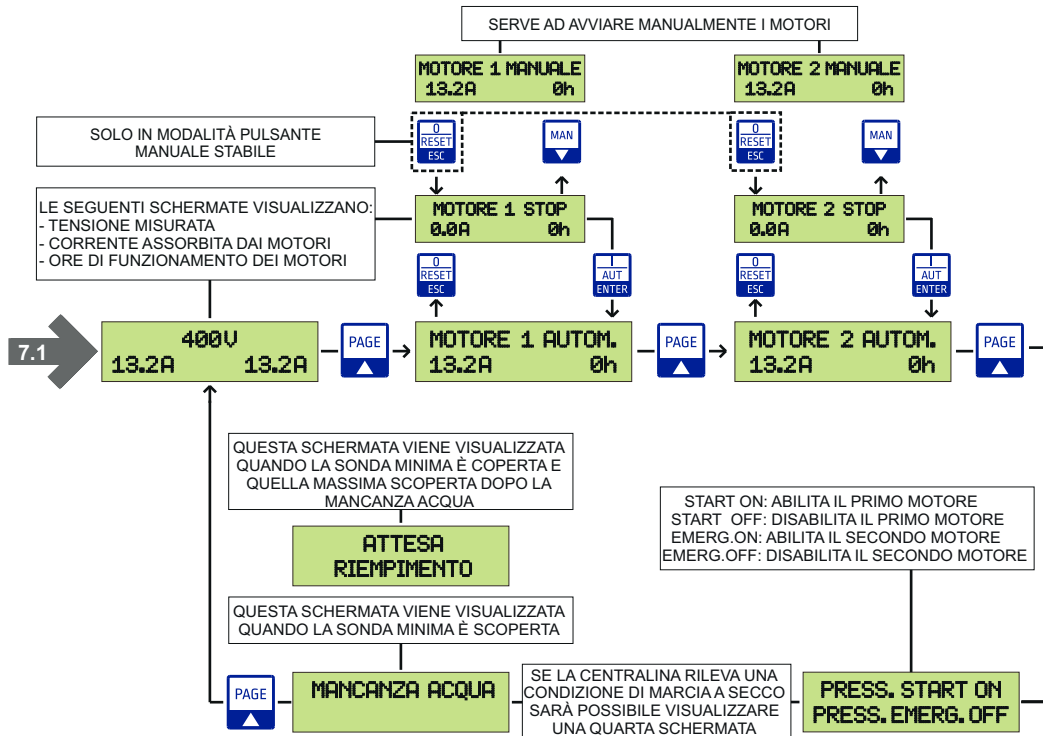 SERVE AD AVVIARE MANUALMENTE I MOTORI
MOTORE 1 MANUALE
13.2A 0h
MOTORE 2 MANUALE
13.2A 0h
SOLO IN MODALITÀ PULSANTE
MANUALE STABILE
0
RESET
ESC
MAN
0
RESET
ESC
MAN
LE SEGUENTI SCHERMATE VISUALIZZANO:
- TENSIONE MISURATA
- CORRENTE ASSORBITA DAI MOTORI
- ORE DI FUNZIONAMENTO DEI MOTORI
MOTORE 1 STOP
0.0A 0h
MOTORE 2 STOP
0.0A 0h
0
RESET
ESC
I
AUT
ENTER
0
RESET
ESC
I
AUT
ENTER
7.1
400V
13.2A 13.2A
PAGE
MOTORE 1 AUTOM.
13.2A 0h
PAGE
MOTORE 2 AUTOM.
13.2A 0h
PAGE
QUESTA SCHERMATA VIENE VISUALIZZATA
QUANDO LA SONDA MINIMA È COPERTA E
QUELLA MASSIMA SCOPERTA DOPO LA
MANCANZA ACQUA
ATTESA
RIEMPIMENTO
START ON: ABILITA IL PRIMO MOTORE
START OFF: DISABILITA IL PRIMO MOTORE
EMERG.ON: ABILITA IL SECONDO MOTORE
EMERG.OFF: DISABILITA IL SECONDO MOTORE
QUESTA SCHERMATA VIENE VISUALIZZATA
QUANDO LA SONDA MINIMA È SCOPERTA
PAGE
MANCANZA ACQUA
SE LA CENTRALINA RILEVA UNA
CONDIZIONE DI MARCIA A SECCO
SARÀ POSSIBILE VISUALIZZARE
UNA QUARTA SCHERMATA
PRESS. START ON
PRESS. EMERG. OFF